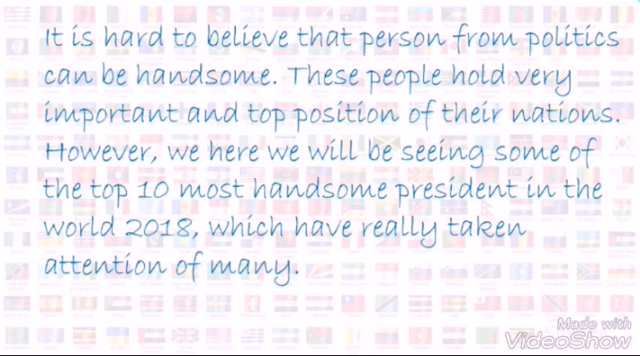 It is hard to believe that person from politics
can be handsome. These people hold very
important and top position of their nations.
However, we here we will be seeing some of
the top 10 most handsome president in the
world 2018, which have really taken
attention of many.
Made with
VideoShow